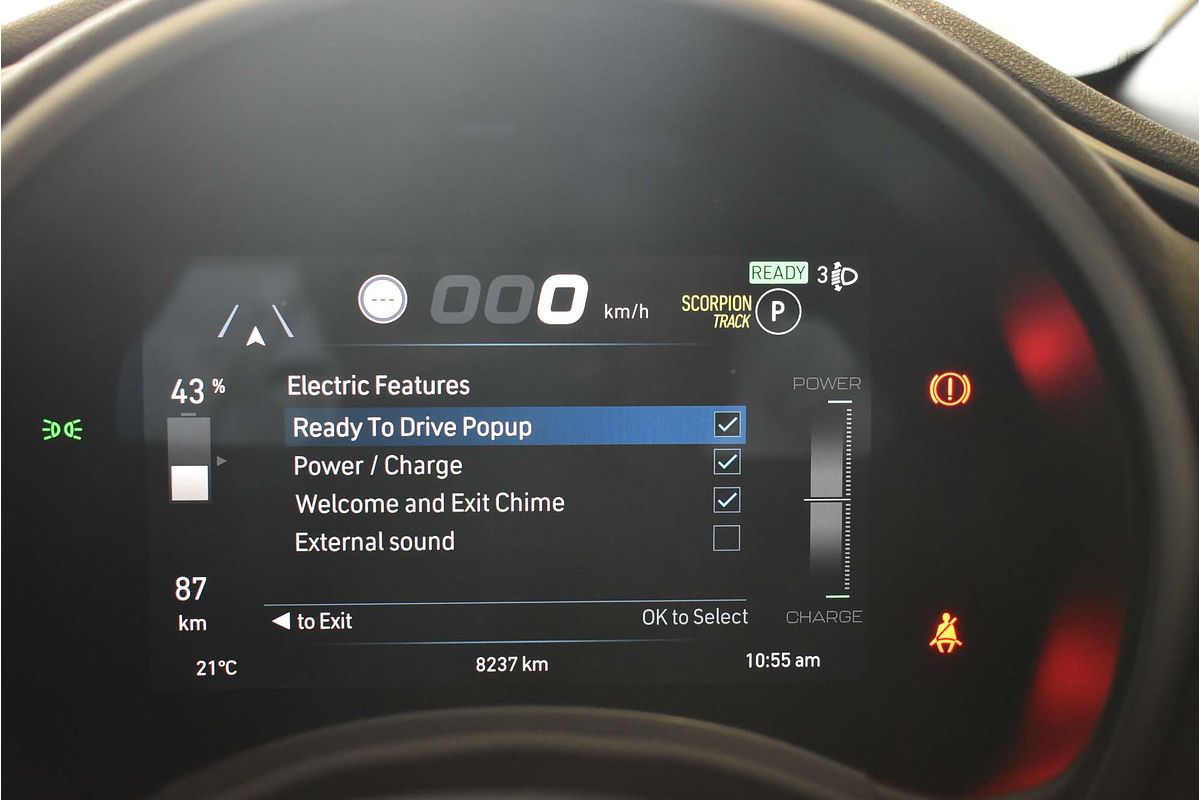 READY 3
--- 000 km/h SCORPION TRACK P
43 %
Electric Features
POWER
Ready To Drive Popup
Power / Charge
Welcome and Exit Chime
External sound
87
km
to Exit
OK to Select
CHARGE
21°C
8237 km
10:55 am